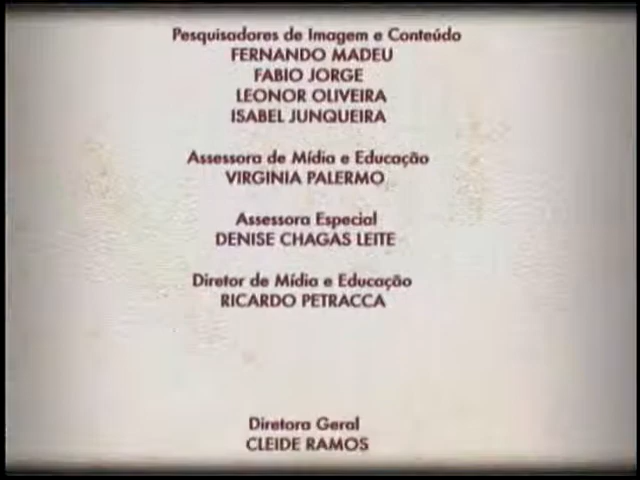 Pesquisadores de Imagem e Conteúdo
FERNANDO MADEU
FABIO JORGE
LEONOR OLIVEIRA
ISABEL JUNQUEIRA
Assessora de Mídia e Educação
VIRGINIA PALERMO
Assessora Especial
DENISE CHAGAS LEITE
Diretor de Mídia e Educação
RICARDO PETRACCA
Diretora Geral
CLEIDE RAMOS